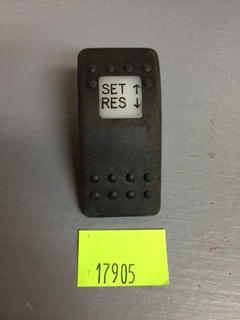 SET ↑
RES ↓
17905